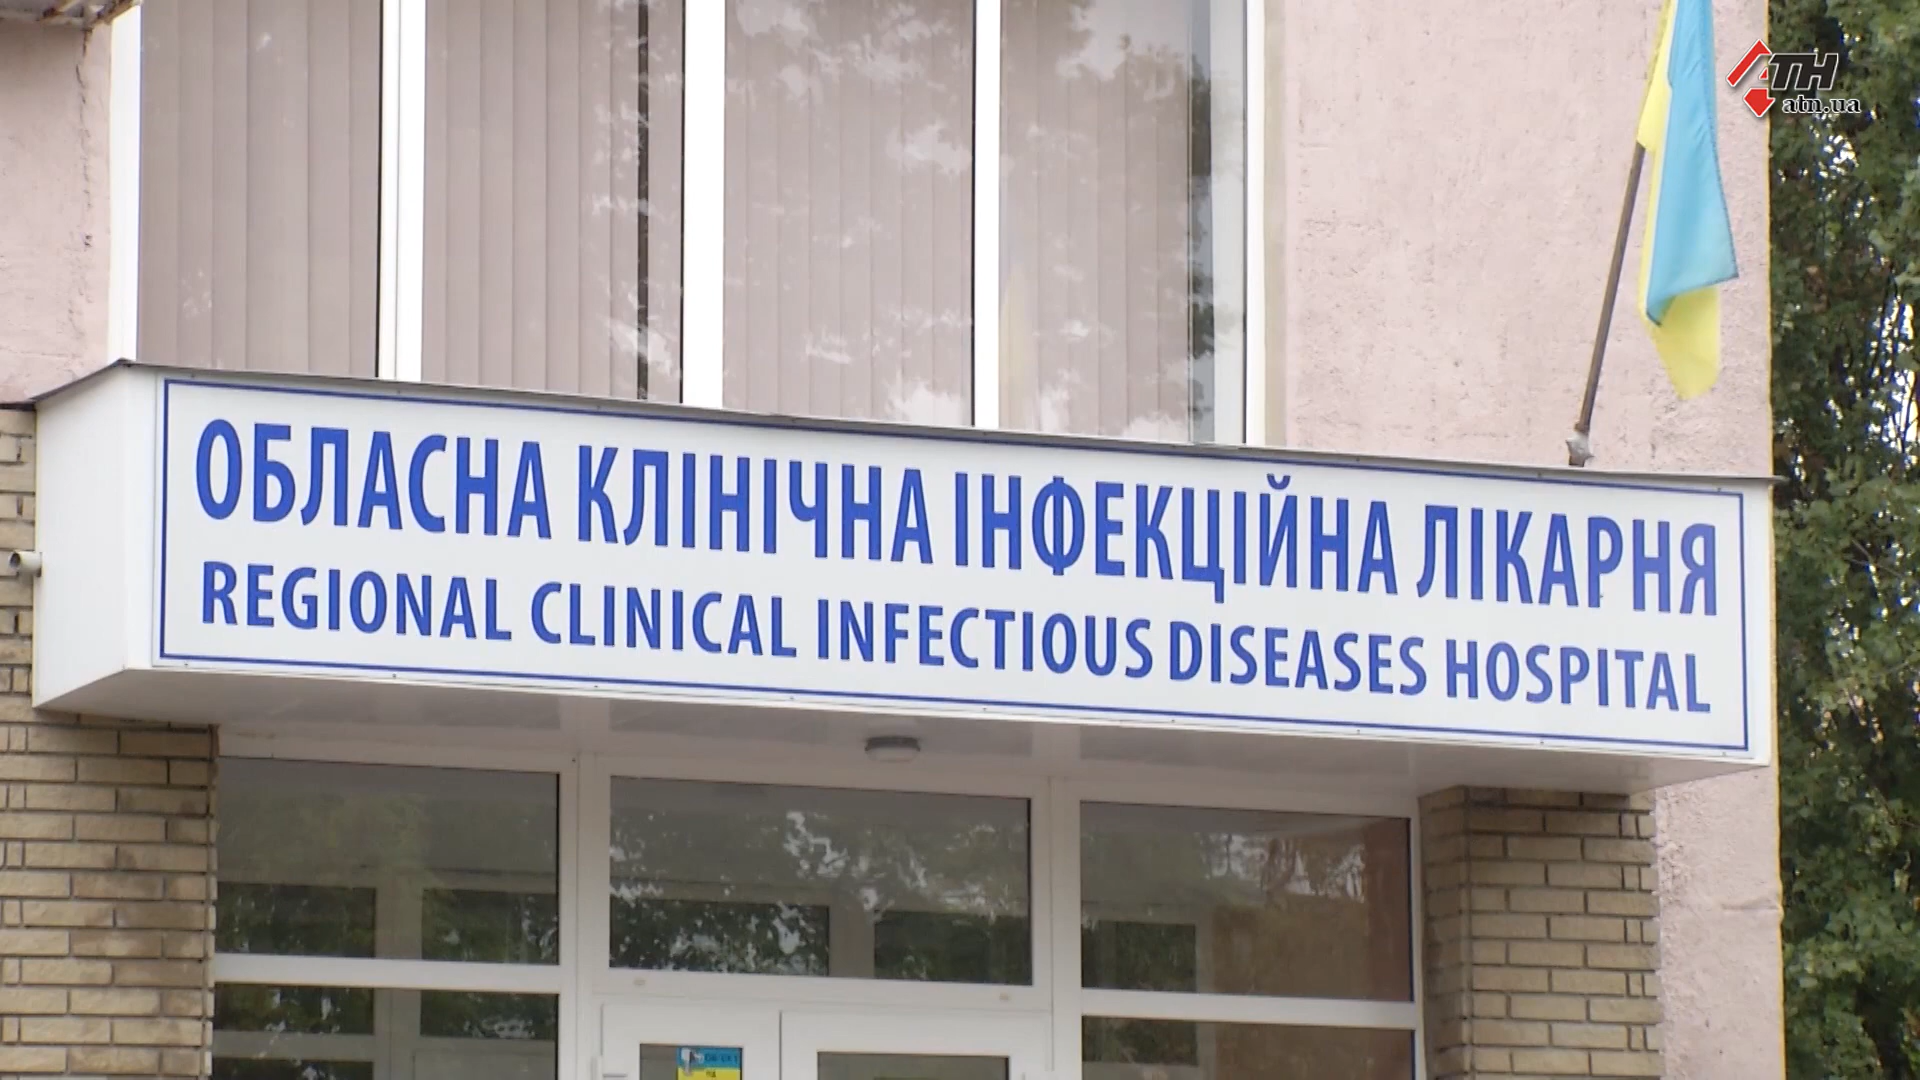 АТН
atn.ua
ОБЛАСНА КЛІНІЧНА ІНФЕКЦІЙНА ЛІКАРНЯ
REGIONAL CLINICAL INFECTIOUS DISEASES HOSPITAL